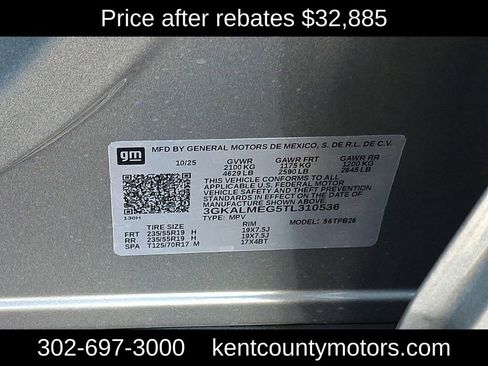 Price after rebates $32,885
gm
MFD BY GENERAL MOTORS DE MEXICO, S. DE R.L. DE C.V.
10/25 GVWR GAWR FRT GAWR RR
2100 KG 1175 KG 1200 KG
4629 LB 2590 LB 2645 LB
THIS VEHICLE CONFORMS TO ALL
APPLICABLE U.S. FEDERAL MOTOR
VEHICLE SAFETY AND THEFT PREVENTION
STANDARDS IN EFFECT ON THE DATE OF
MANUFACTURE SHOWN ABOVE.
3GKALMEG5TL310536
130H TYPE: MPV MODEL: 56TPB26
TIRE SIZE RIM
FRT 235/55R19 H 19X7.5J
RR 235/55R19 H 19X7.5J
SPA T125/70R17 M 17X4BT
302-697-3000 kentcountymotors.com